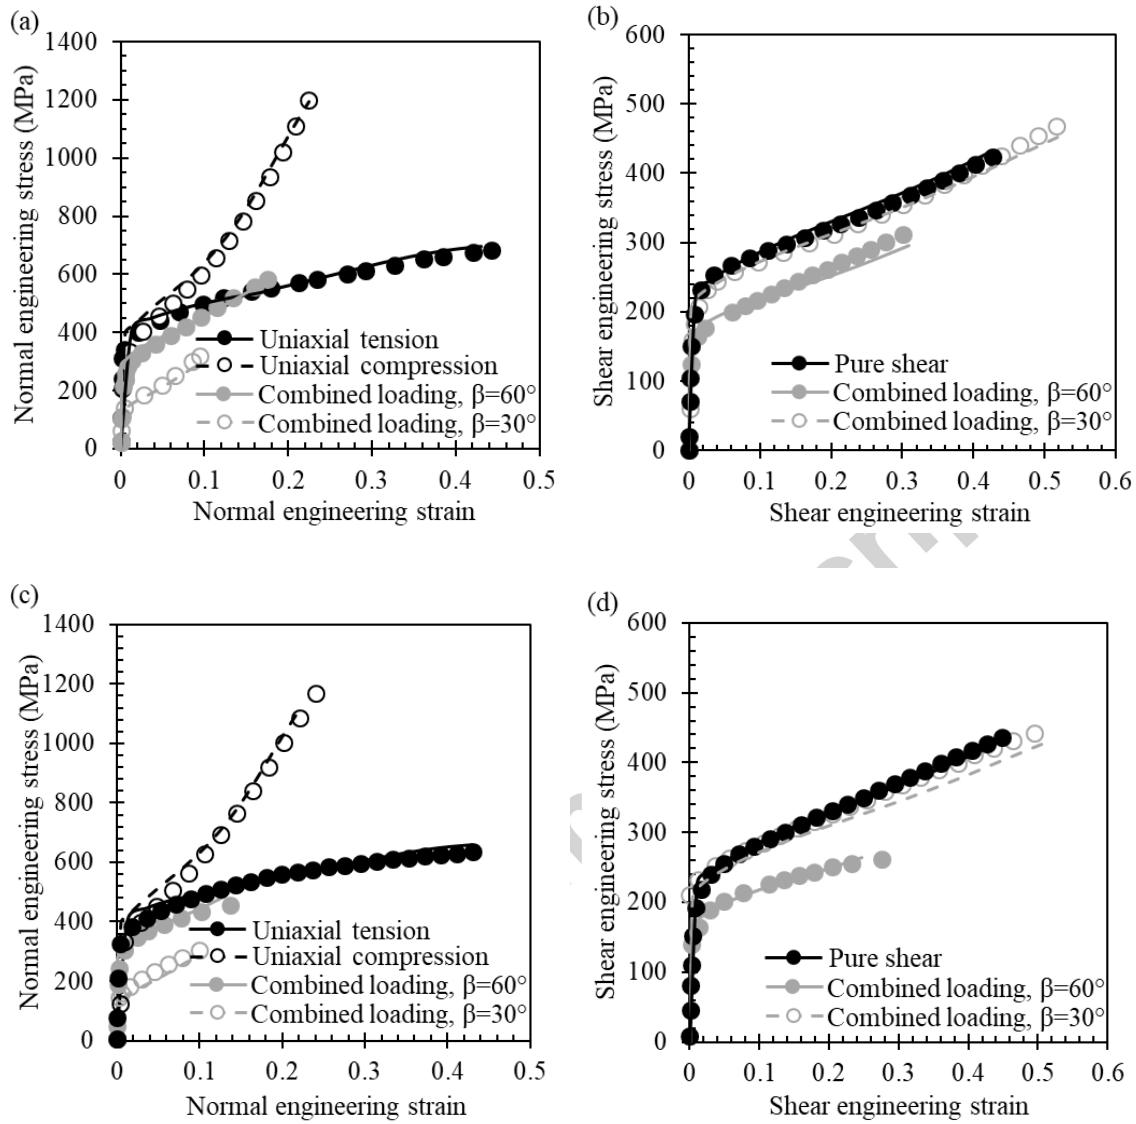 (a)
1400
1200
1000
800
600
400
200
0
Normal engineering stress (MPa)
Uniaxial tension
Uniaxial compression
Combined loading, β=60°
Combined loading, β=30°
0 0.1 0.2 0.3 0.4 0.5
Normal engineering strain
(b)
600
500
400
300
200
100
0
Shear engineering stress (MPa)
Pure shear
Combined loading, β=60°
Combined loading, β=30°
0 0.1 0.2 0.3 0.4 0.5 0.6
Shear engineering strain
(c)
1400
1200
1000
800
600
400
200
0
Normal engineering stress (MPa)
Uniaxial tension
Uniaxial compression
Combined loading, β=60°
Combined loading, β=30°
0 0.1 0.2 0.3 0.4 0.5
Normal engineering strain
(d)
600
500
400
300
200
100
0
Shear engineering stress (MPa)
Pure shear
Combined loading, β=60°
Combined loading, β=30°
0 0.1 0.2 0.3 0.4 0.5 0.6
Shear engineering strain